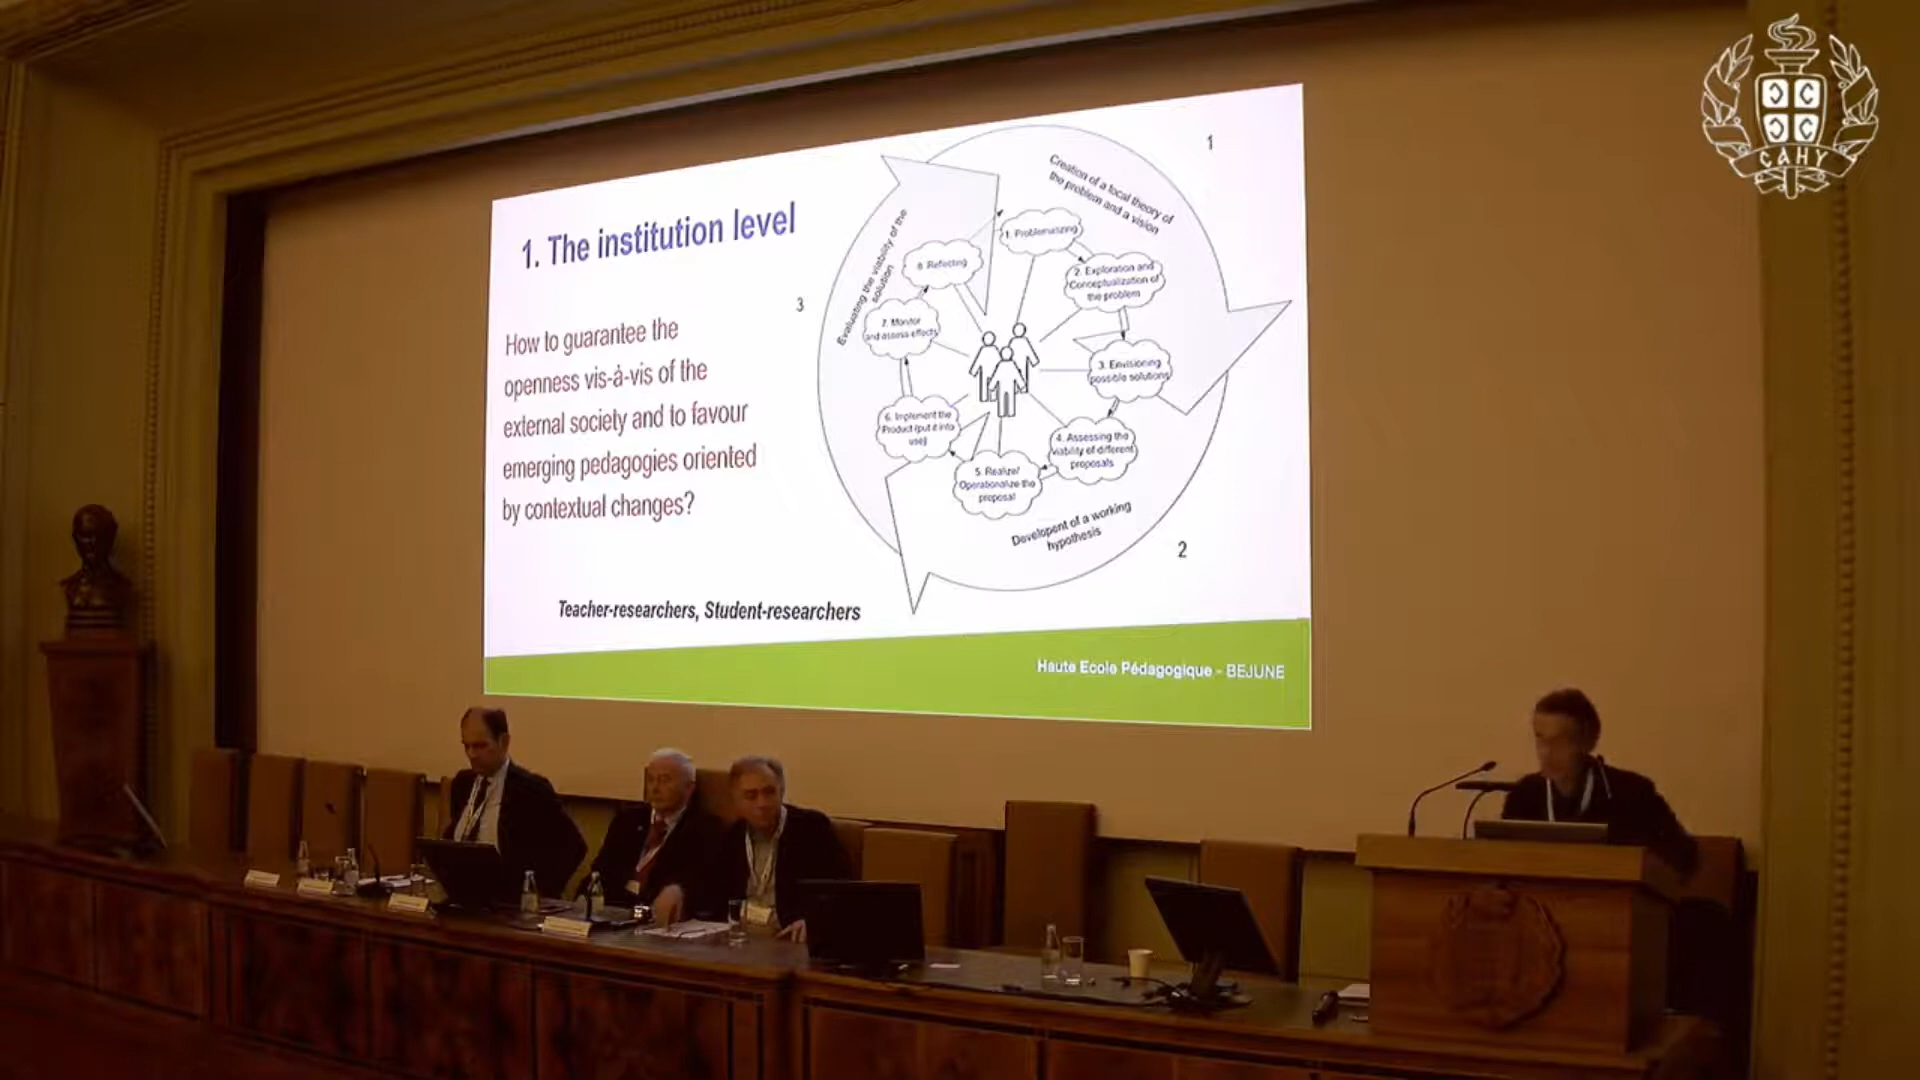 1. The institution level
How to guarantee the
openness vis-à-vis of the
external society and to favour
emerging pedagogies oriented
by contextual changes?
Teacher-researchers, Student-researchers
1
Creation of a local theory of
the problem and a vision
1. Problematizing
2. Exploration and
Conceptualization of
the problem
3. Envisioning
possible solutions
4. Assessing the
viability of different
proposals
5. Realize/
Operationalize the
proposal
6. Implement the
Product (put it into
use)
7. Monitor
and assess effects
8. Reflecting
2
Developent of a working
hypothesis
3
Evaluating the viability of the
solution
Haute Ecole Pédagogique - BEJUNE
САНУ